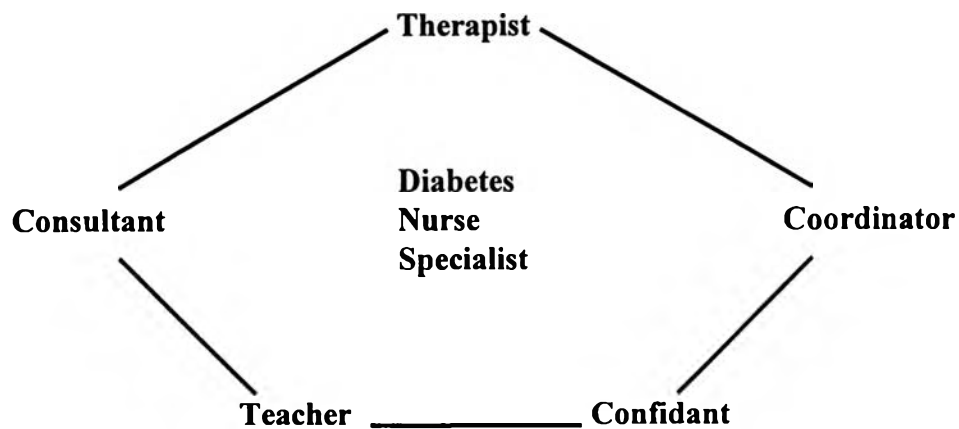 Therapist
Diabetes
Nurse
Consultant
Coordinator
Specialist
Teacher
Confidant